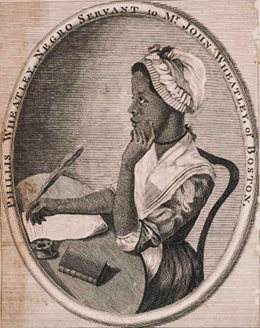 PHILLIS WHEATLEY, NEGRO SERVANT to MR. JOHN WHEATLEY, of BOSTON.